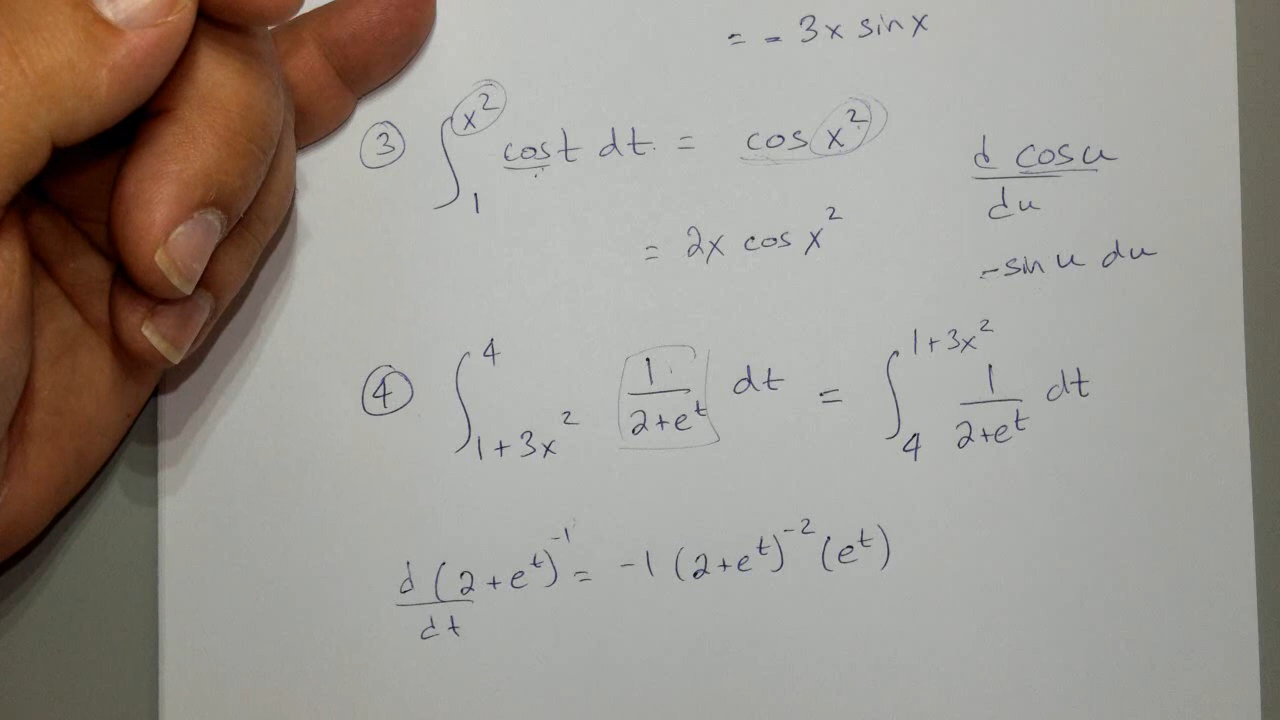 = - 3x sin x
③ ∫₁^(x²) cos t dt = cos x²
= 2x cos x²
d cos u / du
- sin u du
④ ∫_(1+3x²)^4 1/(2+e^t) dt = ∫_4^(1+3x²) 1/(2+e^t) dt
d/dt (2+e^t)^-1 = -1 (2+e^t)^-2 (e^t)